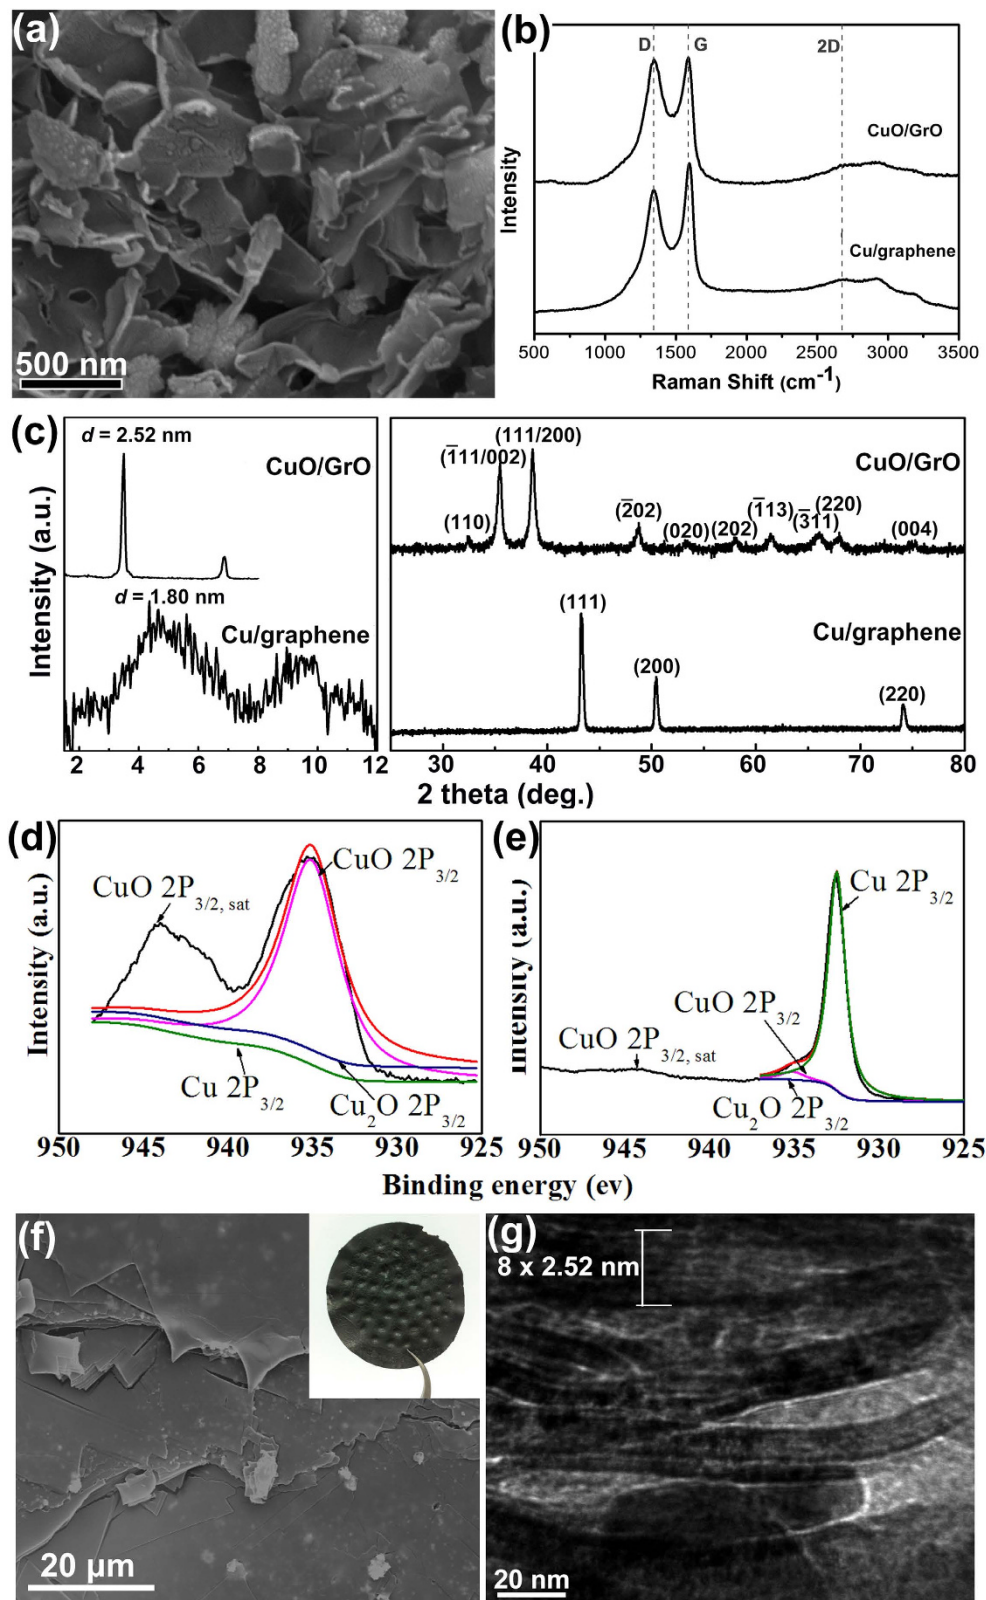 (a)
500 nm
(b)
D
G
2D
CuO/GrO
Cu/graphene
Intensity
500
1000
1500
2000
2500
3000
3500
Raman Shift (cm⁻¹)
(c)
d = 2.52 nm
CuO/GrO
d = 1.80 nm
Cu/graphene
Intensity (a.u.)
2
4
6
8
10
12
(111/200)
(1̅11/002)
(110)
(2̅02)
(020)
(202)
(1̅13)
(3̅11)
(220)
(004)
CuO/GrO
(111)
(200)
(220)
Cu/graphene
30
40
50
60
70
80
2 theta (deg.)
(d)
CuO 2P3/2, sat
CuO 2P3/2
Cu 2P3/2
Cu2O 2P3/2
Intensity (a.u.)
950
945
940
935
930
925
(e)
Cu 2P3/2
CuO 2P3/2
CuO 2P3/2, sat
Cu2O 2P3/2
Intensity (a.u.)
950
945
940
935
930
925
Binding energy (ev)
(f)
20 µm
(g)
8 x 2.52 nm
20 nm